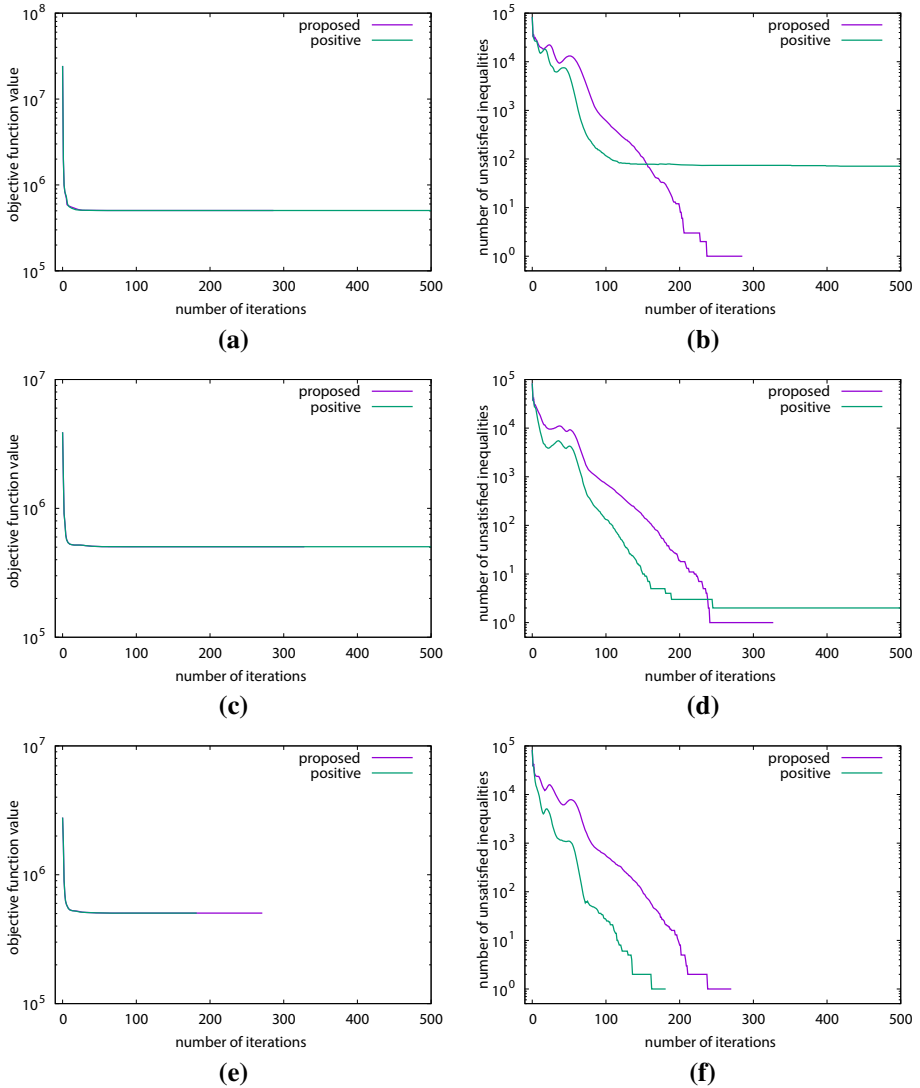 10^8
10^7
10^6
10^5
objective function value
proposed
positive
0 100 200 300 400 500
number of iterations
(a)
10^5
10^4
10^3
10^2
10^1
10^0
number of unsatisfied inequalities
proposed
positive
0 100 200 300 400 500
number of iterations
(b)
10^7
10^6
10^5
objective function value
proposed
positive
0 100 200 300 400 500
number of iterations
(c)
10^5
10^4
10^3
10^2
10^1
10^0
number of unsatisfied inequalities
proposed
positive
0 100 200 300 400 500
number of iterations
(d)
10^7
10^6
10^5
objective function value
proposed
positive
0 100 200 300 400 500
number of iterations
(e)
10^5
10^4
10^3
10^2
10^1
10^0
number of unsatisfied inequalities
proposed
positive
0 100 200 300 400 500
number of iterations
(f)